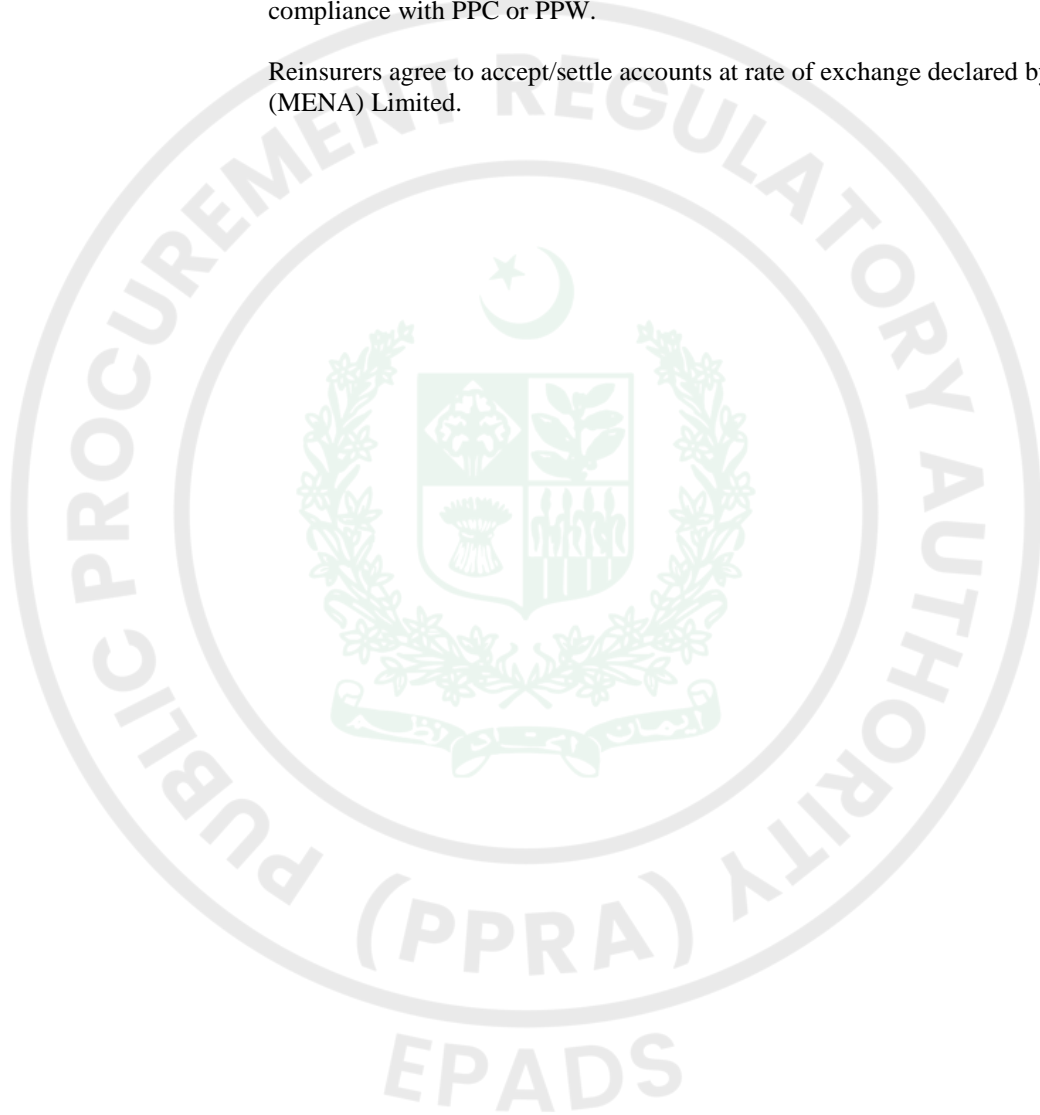 compliance with PPC or PPW.
Reinsurers agree to accept/settle accounts at rate of exchange declared
(MENA) Limited.
PUBLIC PROCUREMENT REGULATORY AUTHORITY
(PPRA)
EPADS